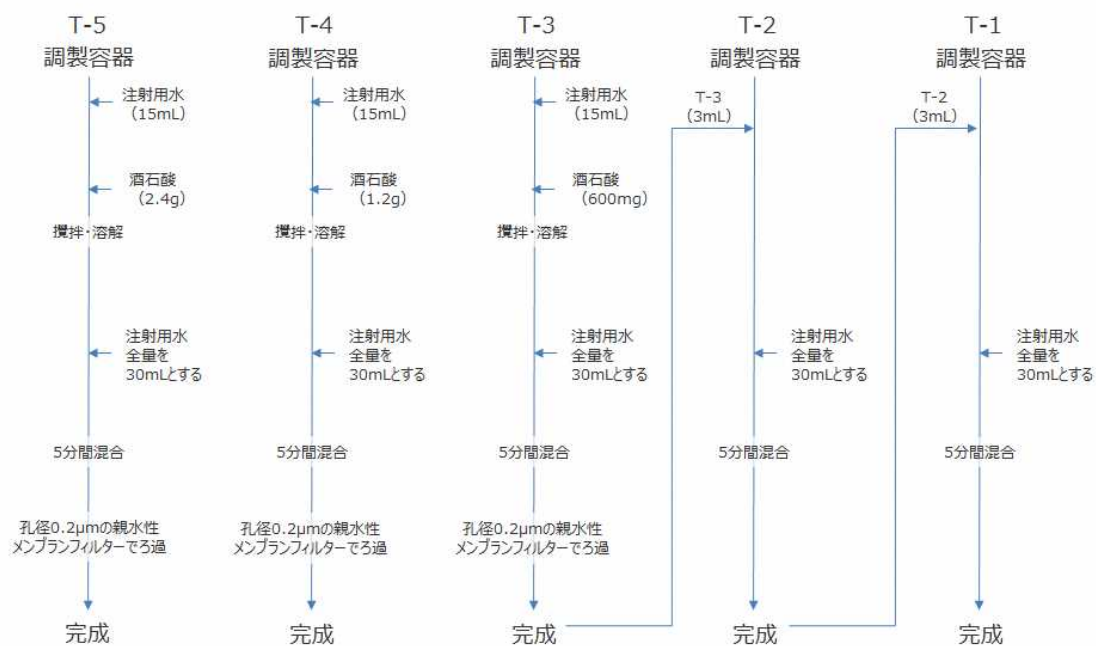 T-5
調製容器
注射用水
（15mL）
酒石酸
（2.4g）
攪拌・溶解
注射用水
全量を
30mLとする
5分間混合
孔径0.2μmの親水性
メンブランフィルターでろ過
完成
T-4
調製容器
注射用水
（15mL）
酒石酸
（1.2g）
攪拌・溶解
注射用水
全量を
30mLとする
5分間混合
孔径0.2μmの親水性
メンブランフィルターでろ過
完成
T-3
調製容器
注射用水
（15mL）
酒石酸
（600mg）
攪拌・溶解
注射用水
全量を
30mLとする
5分間混合
孔径0.2μmの親水性
メンブランフィルターでろ過
完成
T-2
調製容器
T-3
（3mL）
注射用水
全量を
30mLとする
5分間混合
完成
T-1
調製容器
T-2
（3mL）
注射用水
全量を
30mLとする
5分間混合
完成